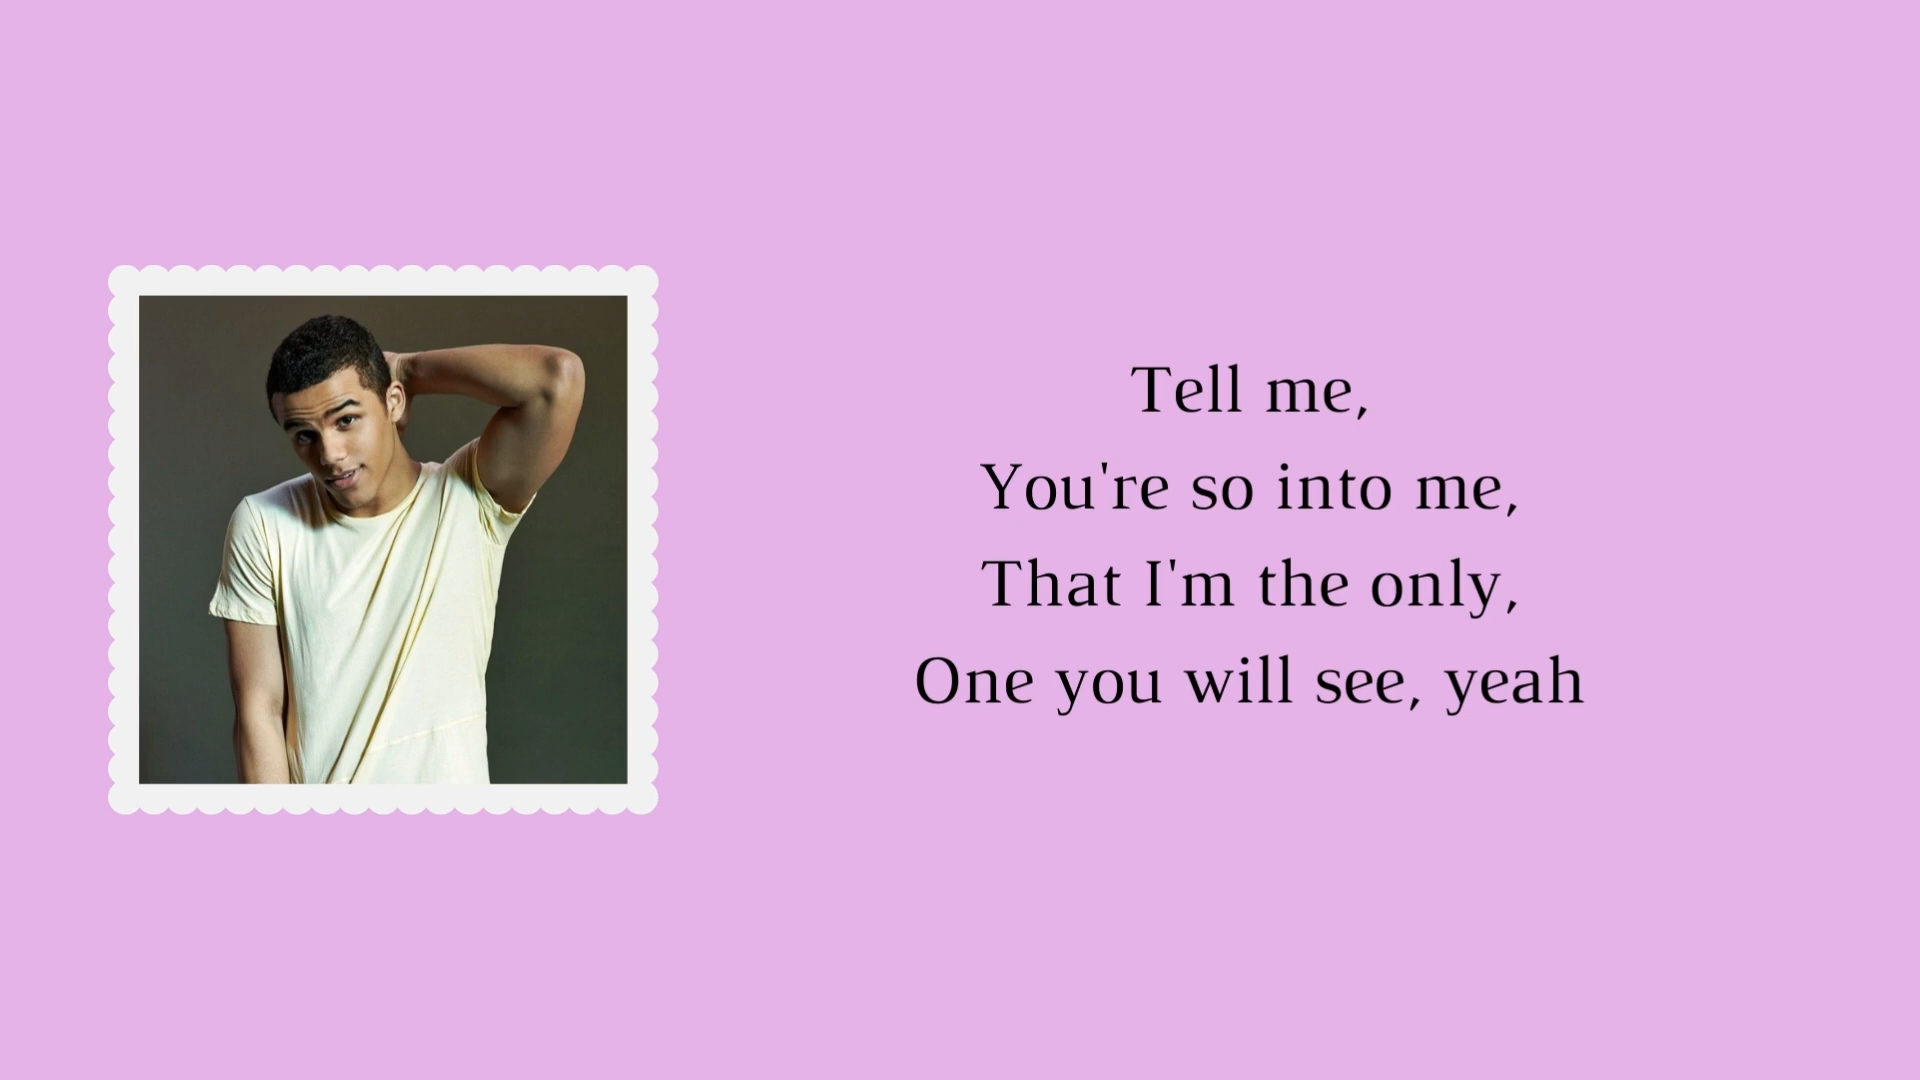 Tell me,
You're so into me,
That I'm the only,
One you will see, yeah